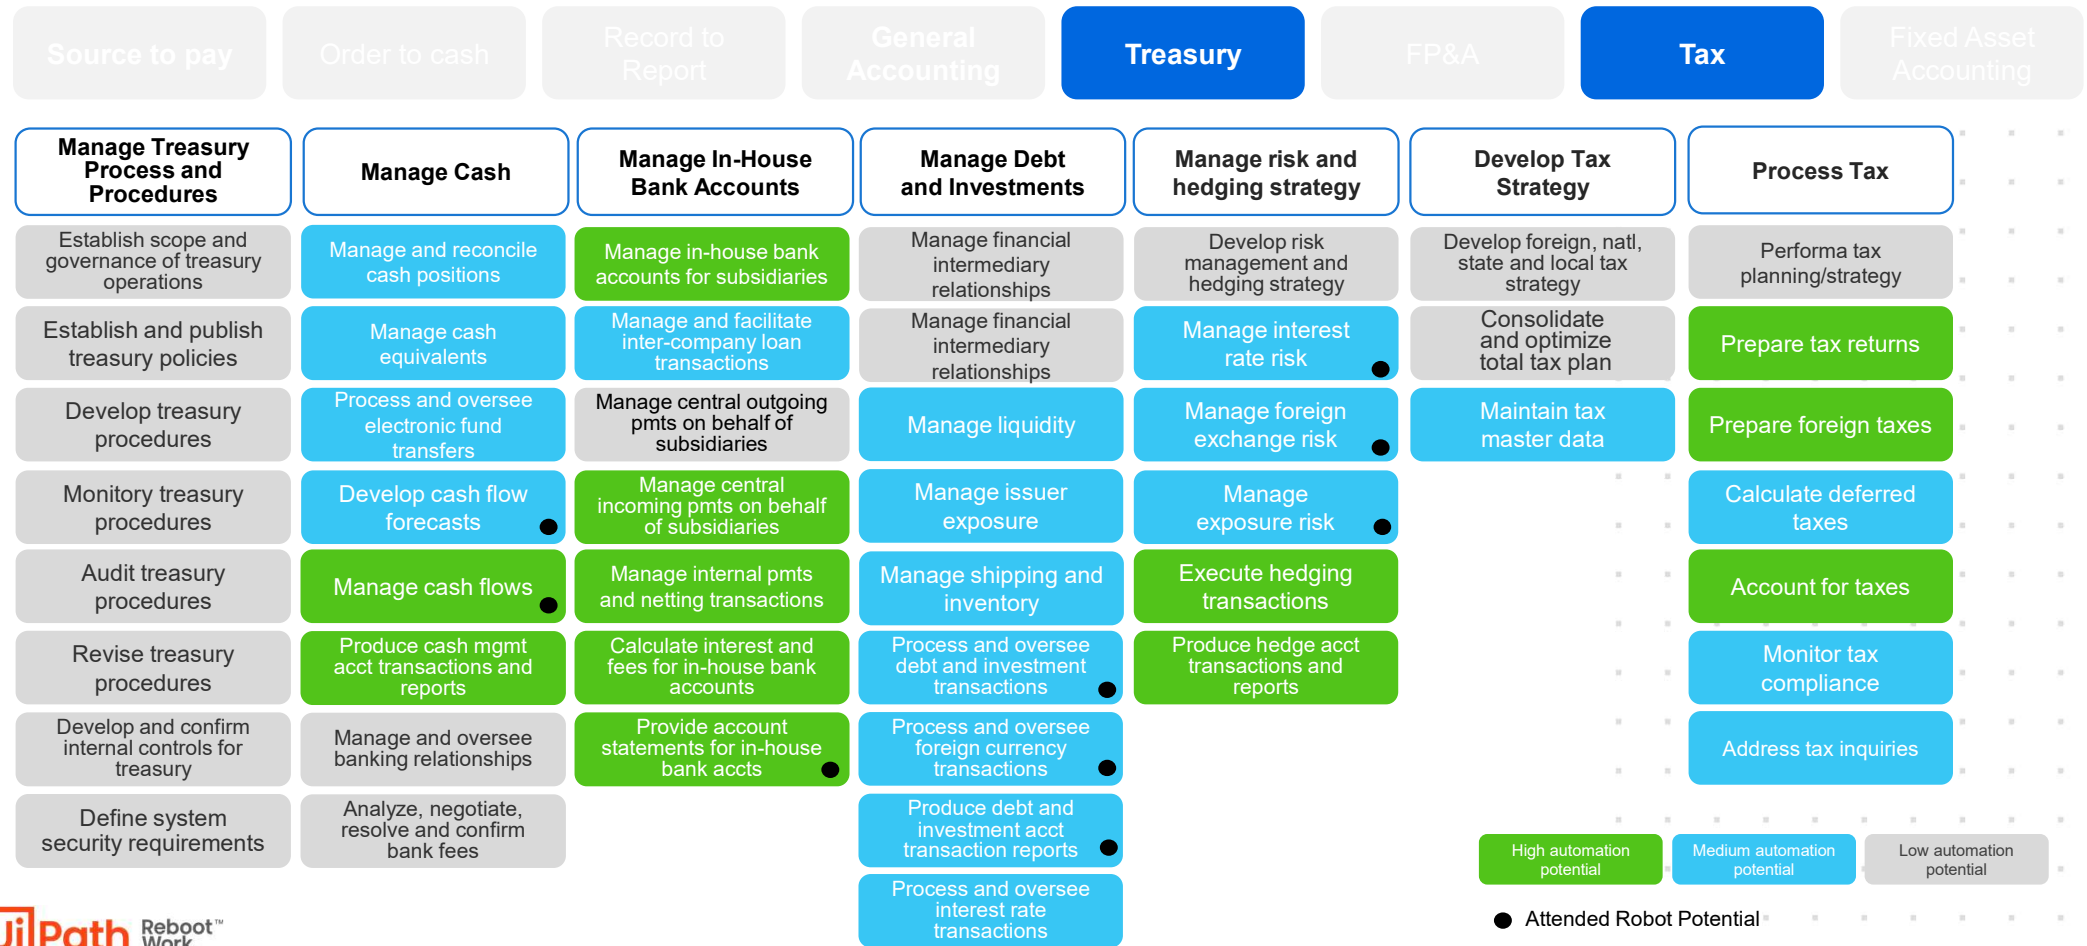 Source to pay
Order to cash
Record to
Report
General
Accounting
Treasury
FP&A
Tax
Fixed Asset
Accounting
Manage Treasury
Process and
Procedures
Establish scope and
governance of treasury
operations
Establish and publish
treasury policies
Develop treasury
procedures
Monitory treasury
procedures
Audit treasury
procedures
Revise treasury
procedures
Develop and confirm
internal controls for
treasury
Define system
security requirements
Manage Cash
Manage and reconcile
cash positions
Manage cash
equivalents
Process and oversee
electronic fund
transfers
Develop cash flow
forecasts
Manage cash flows
Produce cash mgmt
acct transactions and
reports
Manage and oversee
banking relationships
Analyze, negotiate,
resolve and confirm
bank fees
Manage In-House
Bank Accounts
Manage in-house bank
accounts for subsidiaries
Manage and facilitate
inter-company loan
transactions
Manage central outgoing
pmts on behalf of
subsidiaries
Manage central
incoming pmts on behalf
of subsidiaries
Manage internal pmts
and netting transactions
Calculate interest and
fees for in-house bank
accounts
Provide account
statements for in-house
bank accts
Manage Debt
and Investments
Manage financial
intermediary
relationships
Manage financial
intermediary
relationships
Manage liquidity
Manage issuer
exposure
Manage shipping and
inventory
Process and oversee
debt and investment
transactions
Process and oversee
foreign currency
transactions
Produce debt and
investment acct
transaction reports
Process and oversee
interest rate
transactions
Manage risk and
hedging strategy
Develop risk
management and
hedging strategy
Manage interest
rate risk
Manage foreign
exchange risk
Manage
exposure risk
Execute hedging
transactions
Produce hedge acct
transactions and
reports
Develop Tax
Strategy
Develop foreign, natl,
state and local tax
strategy
Consolidate
and optimize
total tax plan
Maintain tax
master data
Process Tax
Performa tax
planning/strategy
Prepare tax returns
Prepare foreign taxes
Calculate deferred
taxes
Account for taxes
Monitor tax
compliance
Address tax inquiries
High automation
potential
Medium automation
potential
Low automation
potential
Attended Robot Potential
UiPath
Reboot™
Work